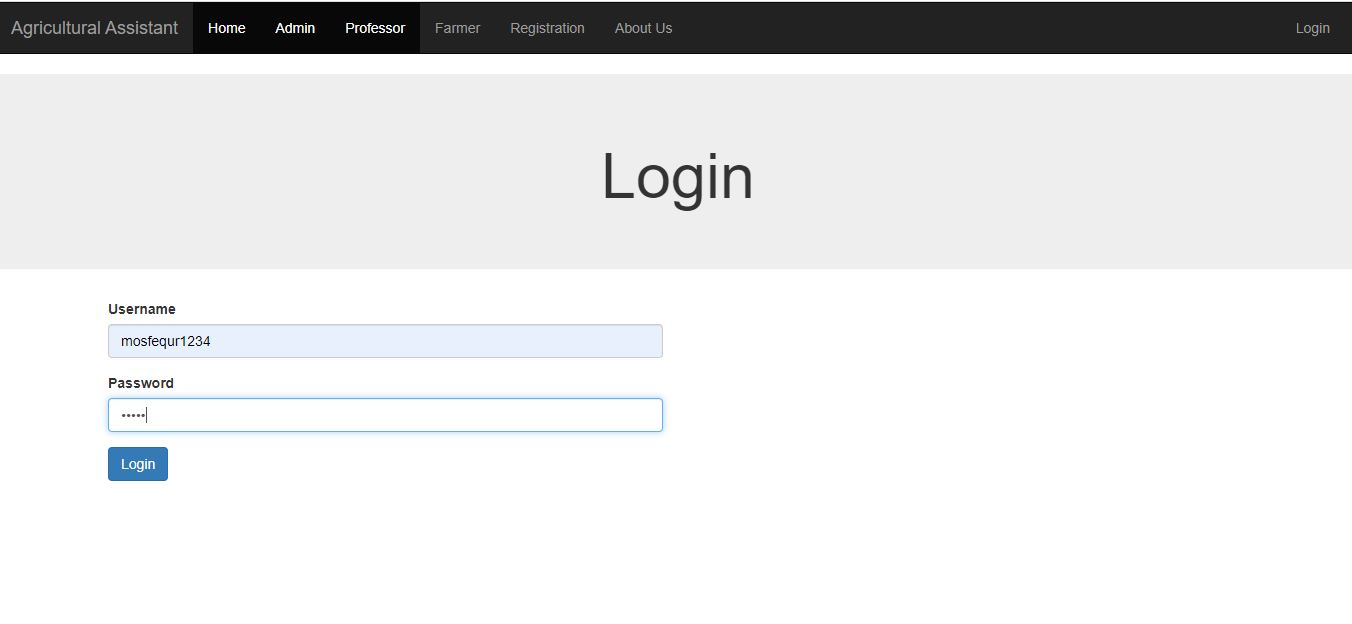 Agricultural Assistant Home Admin Professor Farmer Registration About Us Login
Login
Username
mosfequr1234
Password
•••••
Login